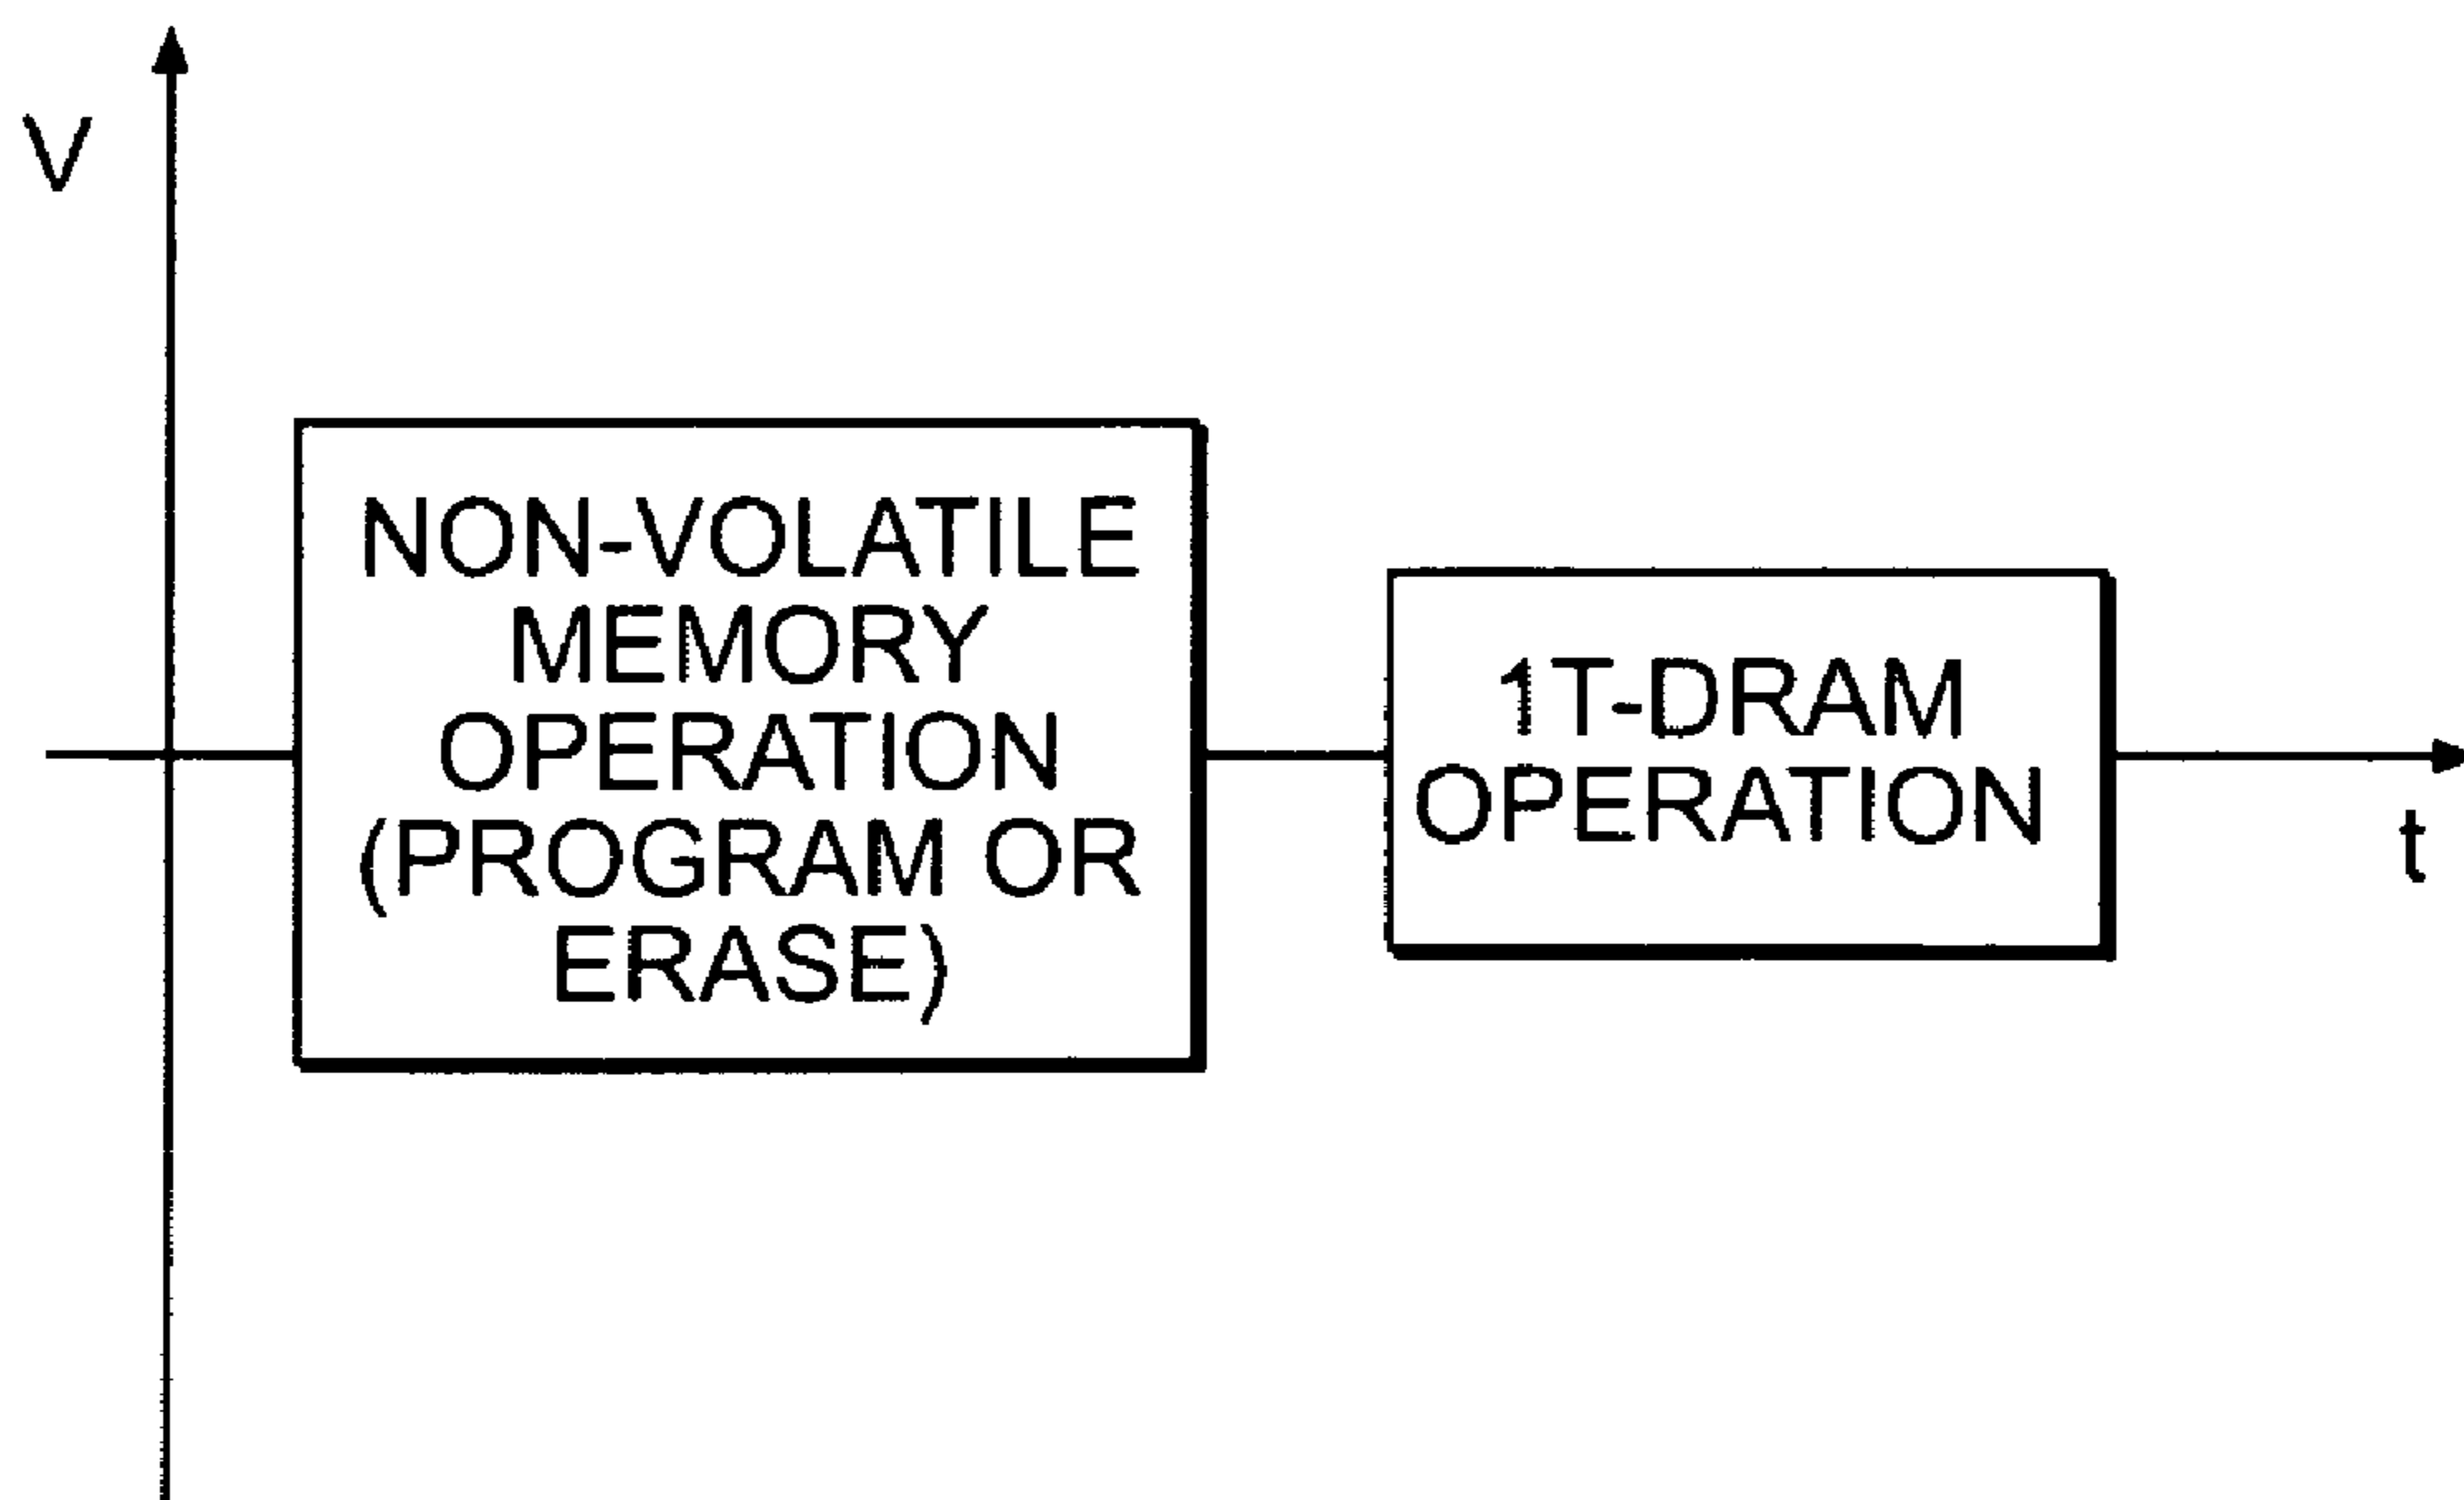 V
NON-VOLATILE
MEMORY
OPERATION
(PROGRAM OR
ERASE)
1T-DRAM
OPERATION
t